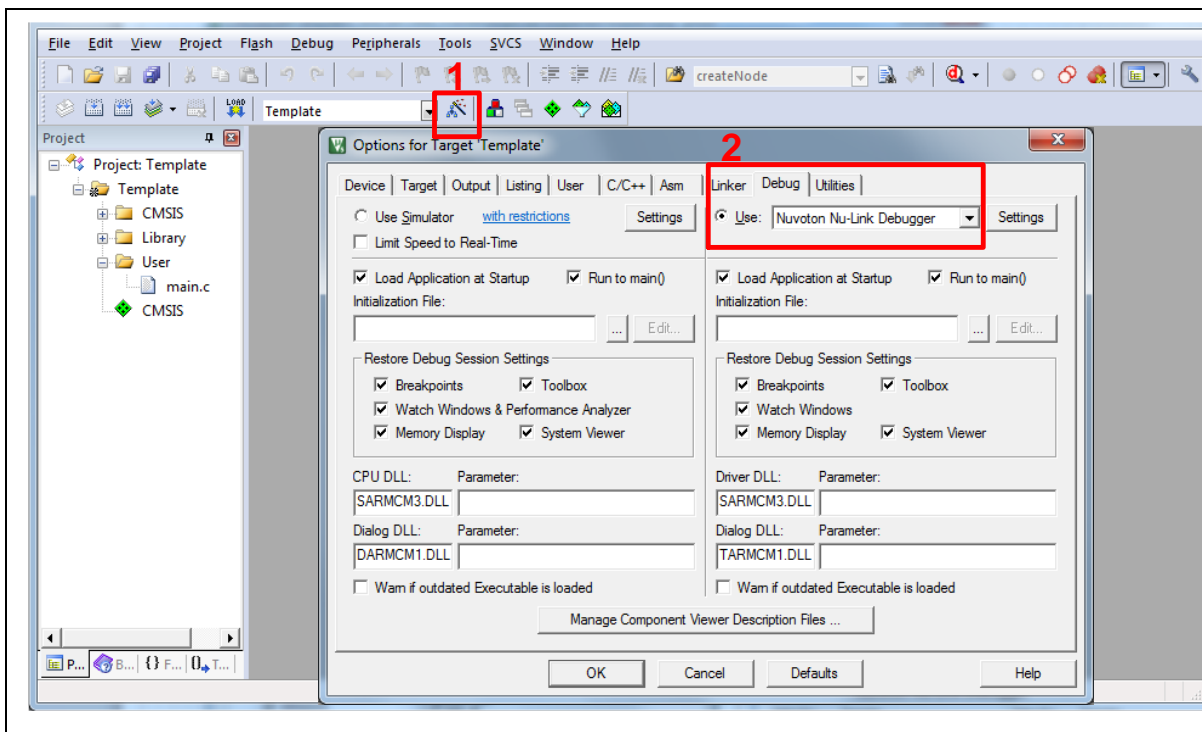 File Edit View Project Flash Debug Peripherals Tools SVCS Window Help
createNode
1
LOAD
Template
Project
Project: Template
Template
CMSIS
Library
User
main.c
CMSIS
P... B... {} F... 0 T...
Options for Target 'Template'
2
Device Target Output Listing User C/C++ Asm Linker Debug Utilities
Use Simulator with restrictions Settings Use: Nuvoton Nu-Link Debugger Settings
Limit Speed to Real-Time
Load Application at Startup Run to main() Load Application at Startup Run to main()
Initialization File: Initialization File:
... Edit... ... Edit...
Restore Debug Session Settings Restore Debug Session Settings
Breakpoints Toolbox Breakpoints Toolbox
Watch Windows & Performance Analyzer Watch Windows
Memory Display System Viewer Memory Display System Viewer
CPU DLL: Parameter: Driver DLL: Parameter:
SARMCM3.DLL SARMCM3.DLL
Dialog DLL: Parameter: Dialog DLL: Parameter:
DARMCM1.DLL TARMCM1.DLL
Warn if outdated Executable is loaded Warn if outdated Executable is loaded
Manage Component Viewer Description Files ...
OK Cancel Defaults Help